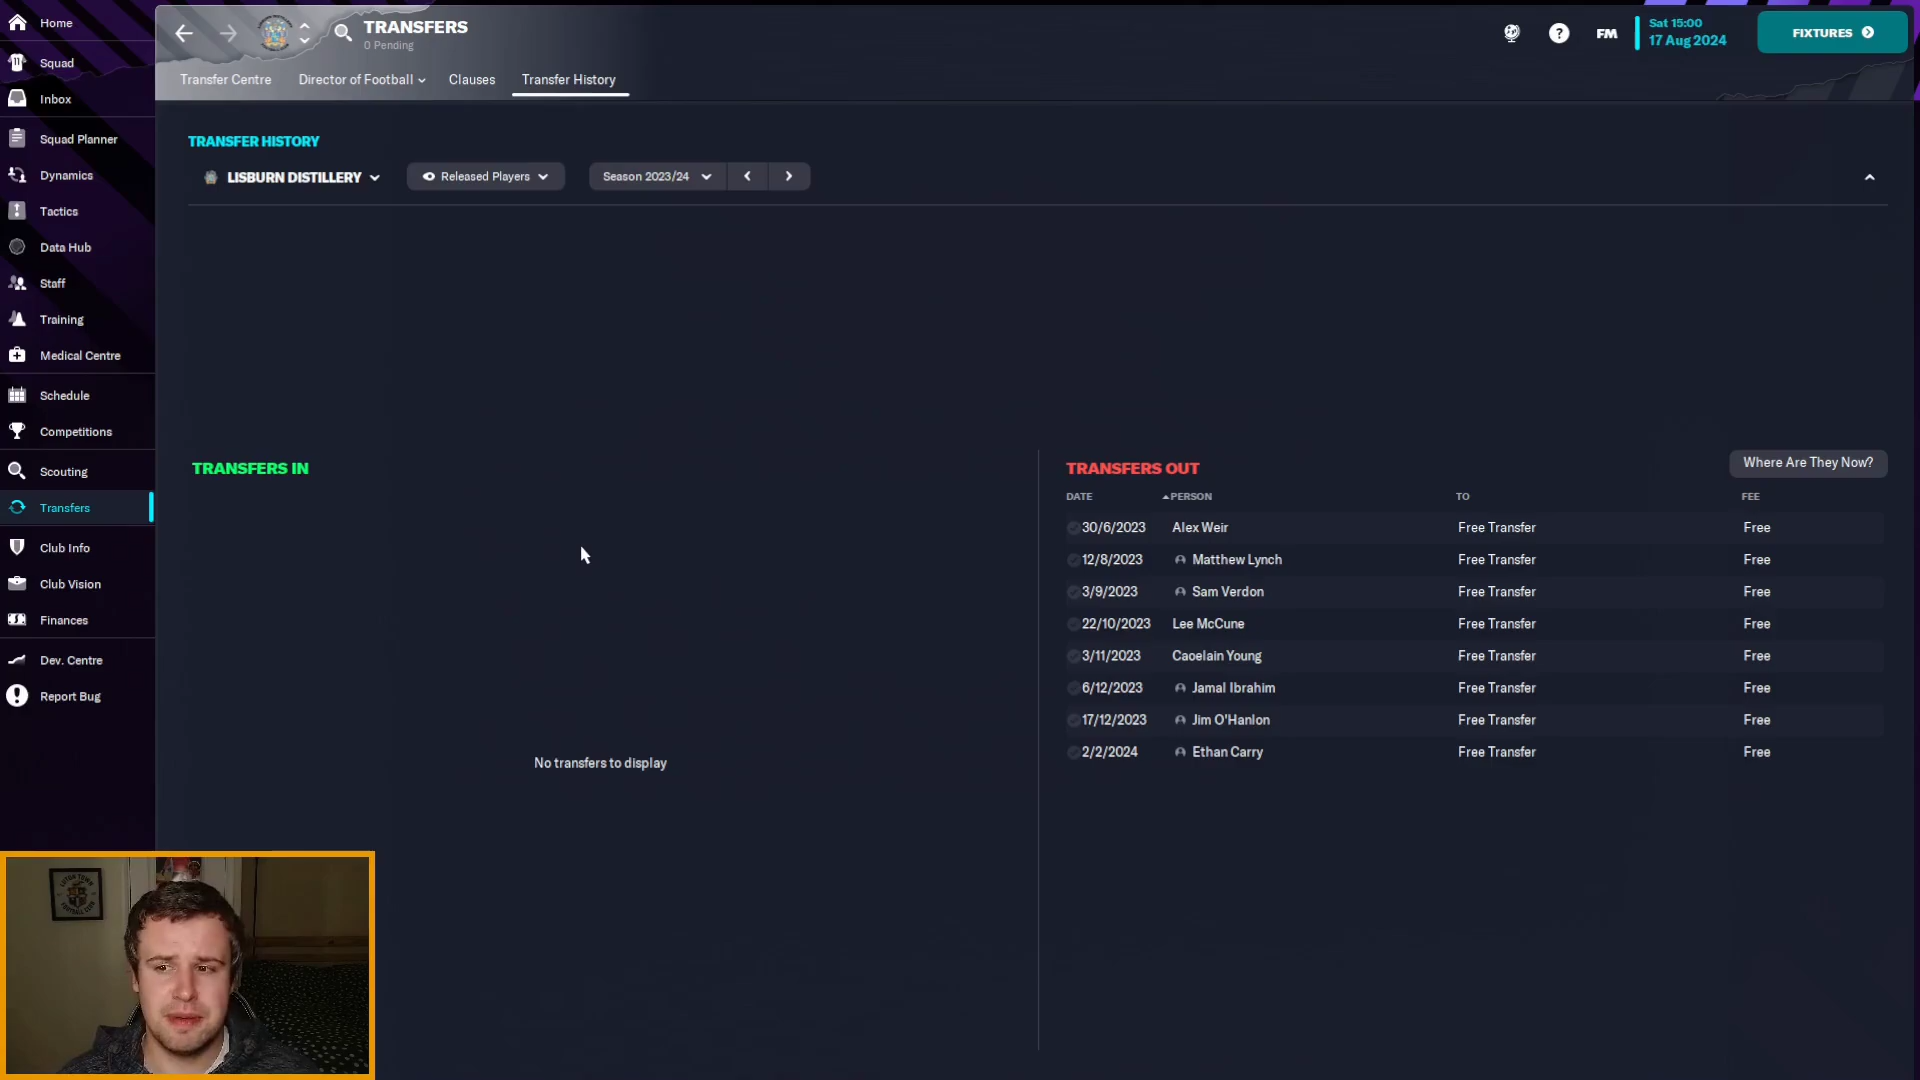 Home
Squad
Inbox
Squad Planner
Dynamics
Tactics
Data Hub
Staff
Training
Medical Centre
Schedule
Competitions
Scouting
Transfers
Club Info
Club Vision
Finances
Dev. Centre
Report Bug
TRANSFERS
0 Pending
FM
Sat 15:00
17 Aug 2024
FIXTURES
Transfer Centre
Director of Football
Clauses
Transfer History
TRANSFER HISTORY
LISBURN DISTILLERY
Released Players
Season 2023/24
TRANSFERS IN
No transfers to display
TRANSFERS OUT
Where Are They Now?
DATE PERSON TO FEE
30/6/2023 Alex Weir Free Transfer Free
12/8/2023 Matthew Lynch Free Transfer Free
3/9/2023 Sam Verdon Free Transfer Free
22/10/2023 Lee McCune Free Transfer Free
3/11/2023 Caoelain Young Free Transfer Free
6/12/2023 Jamal Ibrahim Free Transfer Free
17/12/2023 Jim O'Hanlon Free Transfer Free
2/2/2024 Ethan Carry Free Transfer Free
LUTON TOWN
FOOTBALL CLUB